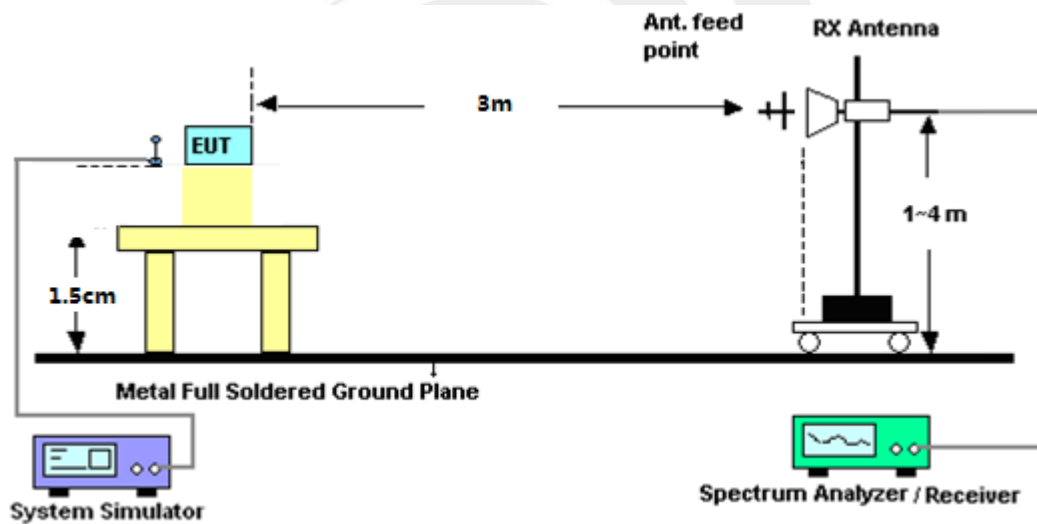 Ant. feed
point
RX Antenna
3m
EUT
1~4 m
1.5cm
Metal Full Soldered Ground Plane
System Simulator
Spectrum Analyzer / Receiver